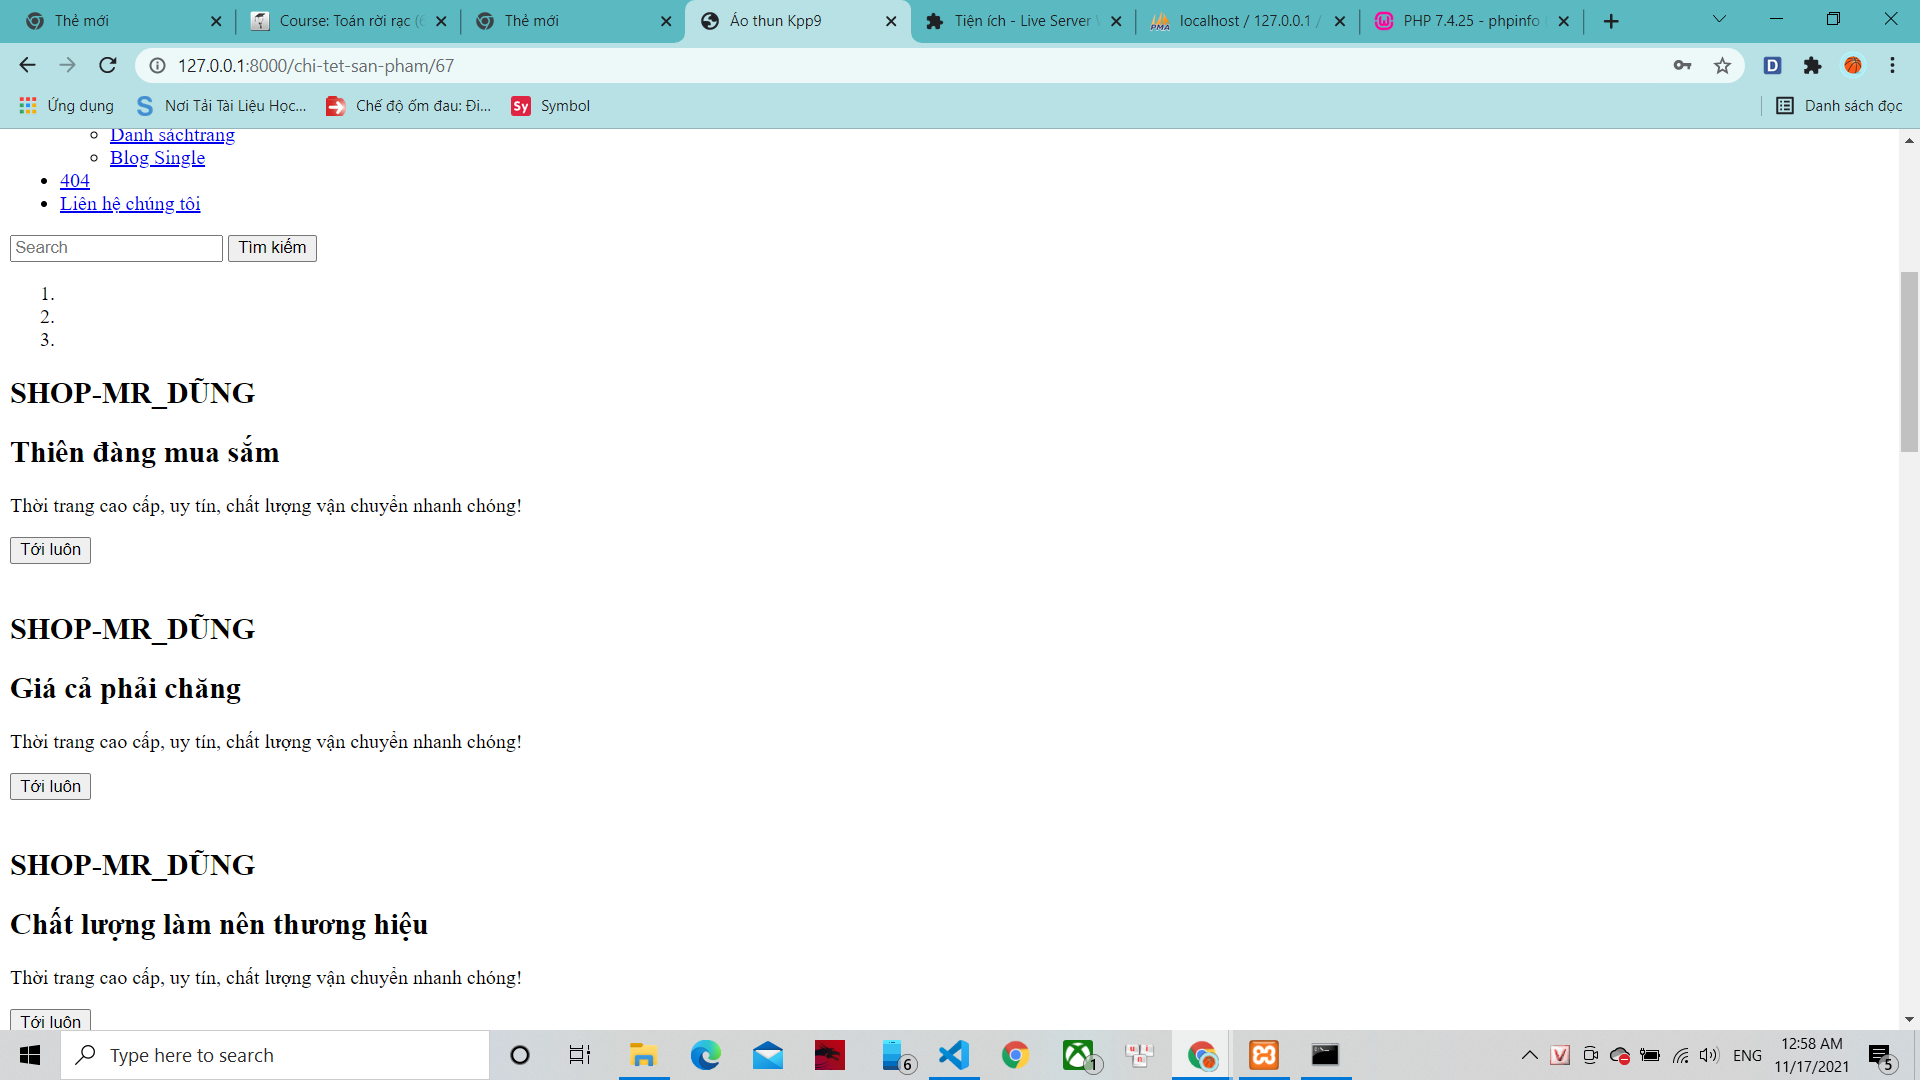 Thẻ mới
Course: Toán rời rạc (
Thẻ mới
Áo thun Kpp9
Tiện ích - Live Server
localhost / 127.0.0.1 /
PHP 7.4.25 - phpinfo
127.0.0.1:8000/chi-tet-san-pham/67
Ứng dụng
Nơi Tải Tài Liệu Học...
Chế độ ốm đau: Đi...
Sy Symbol
Danh sách đọc
Danh sáchtrang
Blog Single
404
Liên hệ chúng tôi
Search Tìm kiếm
1.
2.
3.
SHOP-MR_DŨNG
Thiên đàng mua sắm
Thời trang cao cấp, uy tín, chất lượng vận chuyển nhanh chóng!
Tới luôn
SHOP-MR_DŨNG
Giá cả phải chăng
Thời trang cao cấp, uy tín, chất lượng vận chuyển nhanh chóng!
Tới luôn
SHOP-MR_DŨNG
Chất lượng làm nên thương hiệu
Thời trang cao cấp, uy tín, chất lượng vận chuyển nhanh chóng!
Tới luôn
Type here to search
6
1
ENG
12:58 AM
11/17/2021
5